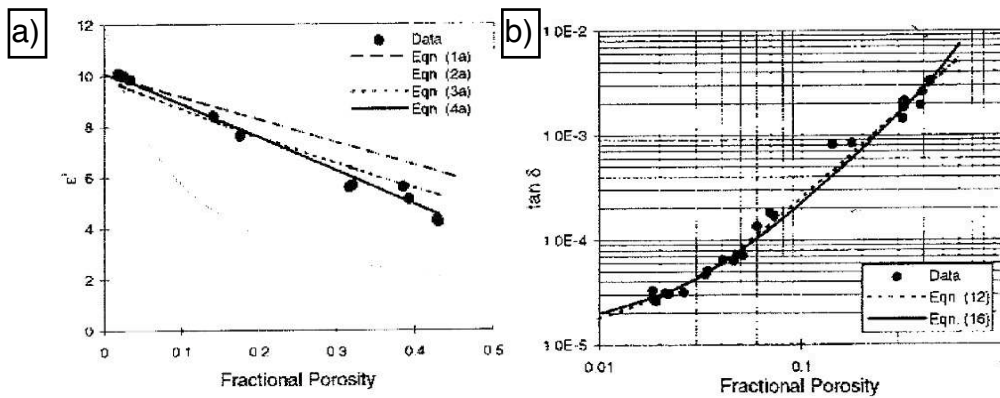 a)
12
10
8
6
4
2
0
ε'
0 0.1 0.2 0.3 0.4 0.5
Fractional Porosity
Data
Eqn (1a)
Eqn (2a)
Eqn (3a)
Eqn (4a)
b)
1 0E-2
1 0E-3
1 0E-4
1 0E-5
tan δ
0 01 0.1
Fractional Porosity
Data
Eqn (12)
Eqn. (16)